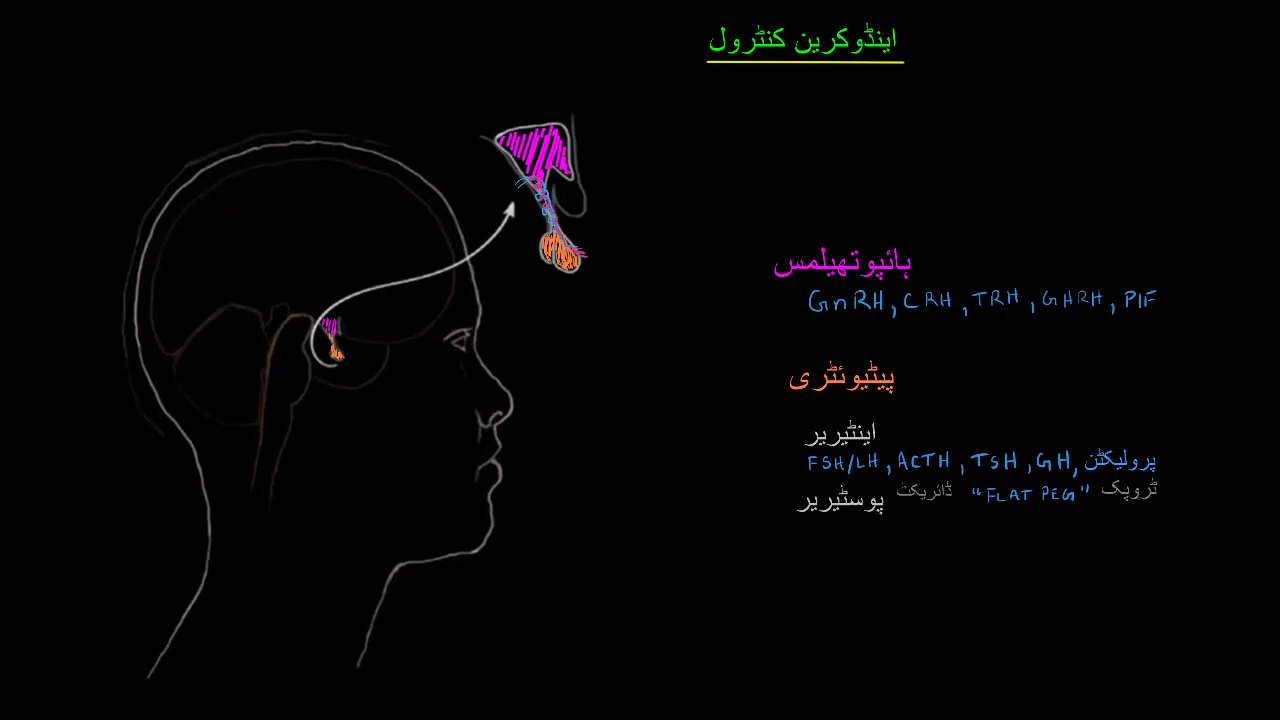 اینڈوکرین کنٹرول
ہائپوتھیلمس
GnRH, CRH, TRH, GHRH, PIF
پیٹیوئٹری
اینٹیریر
FSH/LH, ACTH, TSH, GH, پرولیکٹن
ٹروپک "FLAT PEG" ڈائریکٹ
پوسٹیریر